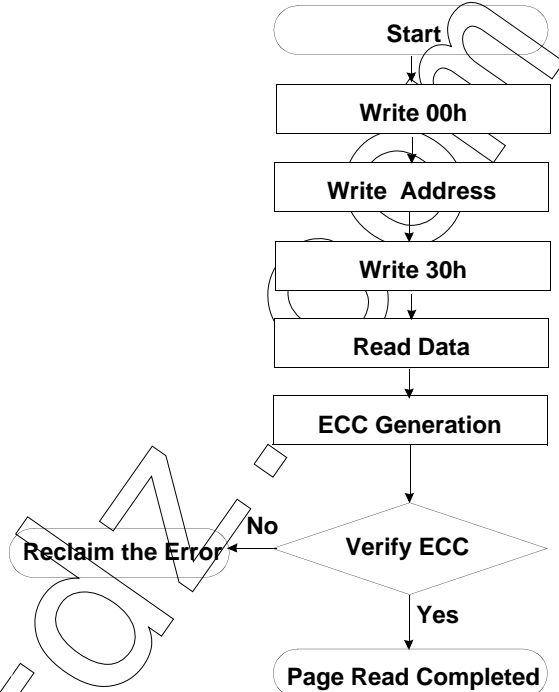 Start
Write 00h
Write Address
Write 30h
Read Data
ECC Generation
No
Reclaim the Error
Verify ECC
Yes
Page Read Completed